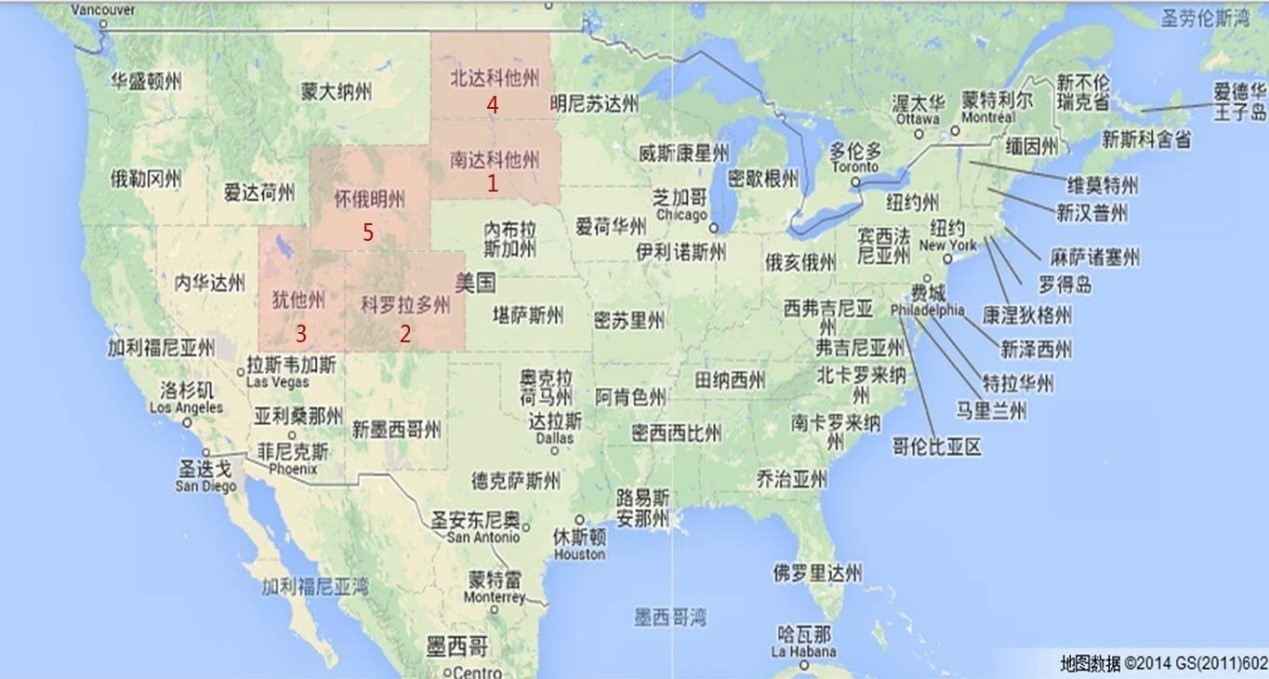 Vancouver
圣劳伦斯湾
华盛顿州
蒙大纳州
北达科他州
4
明尼苏达州
渥太华
Ottawa
蒙特利尔
Montreal
新不伦
瑞克省
爱德华
王子岛
新斯科舍省
缅因州
南达科他州
1
威斯康星州
密歇根州
多伦多
Toronto
维莫特州
新汉普州
俄勒冈州
爱达荷州
怀俄明州
5
内布拉
斯加州
爱荷华州
芝加哥
Chicago
伊利诺斯州
俄亥俄州
纽约州
宾西法
尼亚州
纽约
New York
麻萨诸塞州
罗得岛
康涅狄格州
新泽西州
特拉华州
马里兰州
哥伦比亚区
费城
Philadelphia
内华达州
犹他州
3
科罗拉多州
2
美国
堪萨斯州
密苏里州
西弗吉尼亚
州
弗吉尼亚州
加利福尼亚州
拉斯韦加斯
Las Vegas
洛杉矶
Los Angeles
亚利桑那州
新墨西哥州
奥克拉
荷马州
阿肯色州
田纳西州
北卡罗来纳
州
南卡罗来纳
州
达拉斯
Dallas
密西西比州
圣迭戈
San Diego
菲尼克斯
Phoenix
德克萨斯州
乔治亚州
路易斯
安那州
圣安东尼奥
San Antonio
休斯顿
Houston
加利福尼亚湾
蒙特雷
Monterrey
佛罗里达州
墨西哥湾
墨西哥
Centro
哈瓦那
La Habana
地图数据 ©2014 GS(2011)602